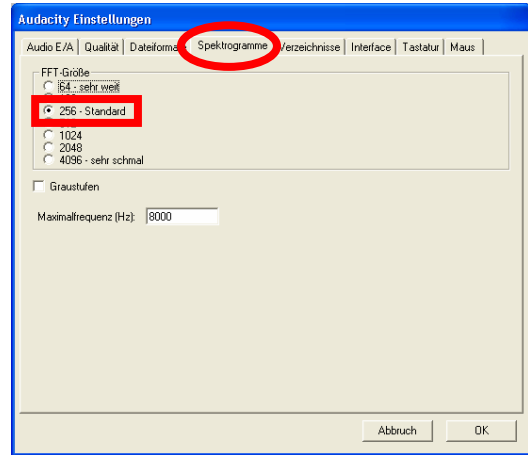 Audacity Einstellungen
Audio E/A Qualität Dateiformate Spektrogramme Verzeichnisse Interface Tastatur Maus
FFT-Größe
64 - sehr weit
256 - Standard
1024
2048
4096 - sehr schmal
Graustufen
Maximalfrequenz (Hz): 8000
Abbruch OK